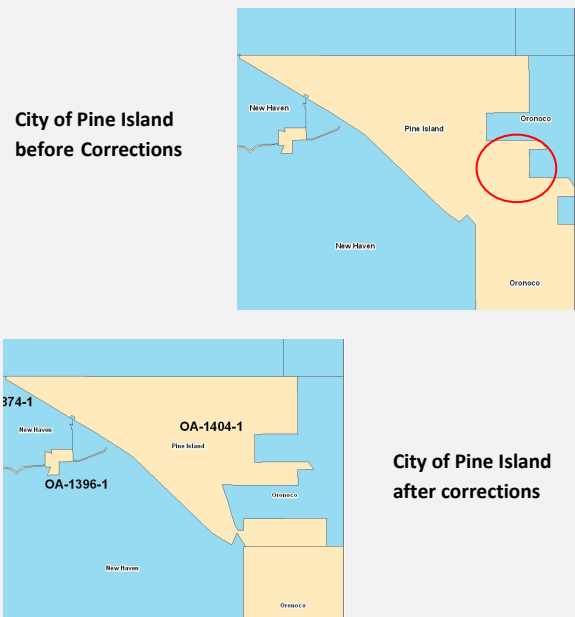 City of Pine Island
before Corrections
New Haven
Pine Island
Oronoco
New Haven
Oronoco
374-1
New Haven
OA-1404-1
Pine Island
OA-1396-1
Oronoco
New Haven
Oronoco
City of Pine Island
after corrections